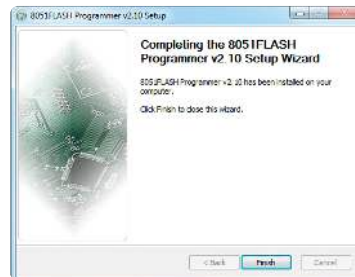 8051FLASH Programmer v2.10 Setup
Completing the 8051FLASH
Programmer v2.10 Setup Wizard
8051FLASH Programmer v2.10 has been installed on your
computer.
Click Finish to close this wizard.
< Back
Finish
Cancel